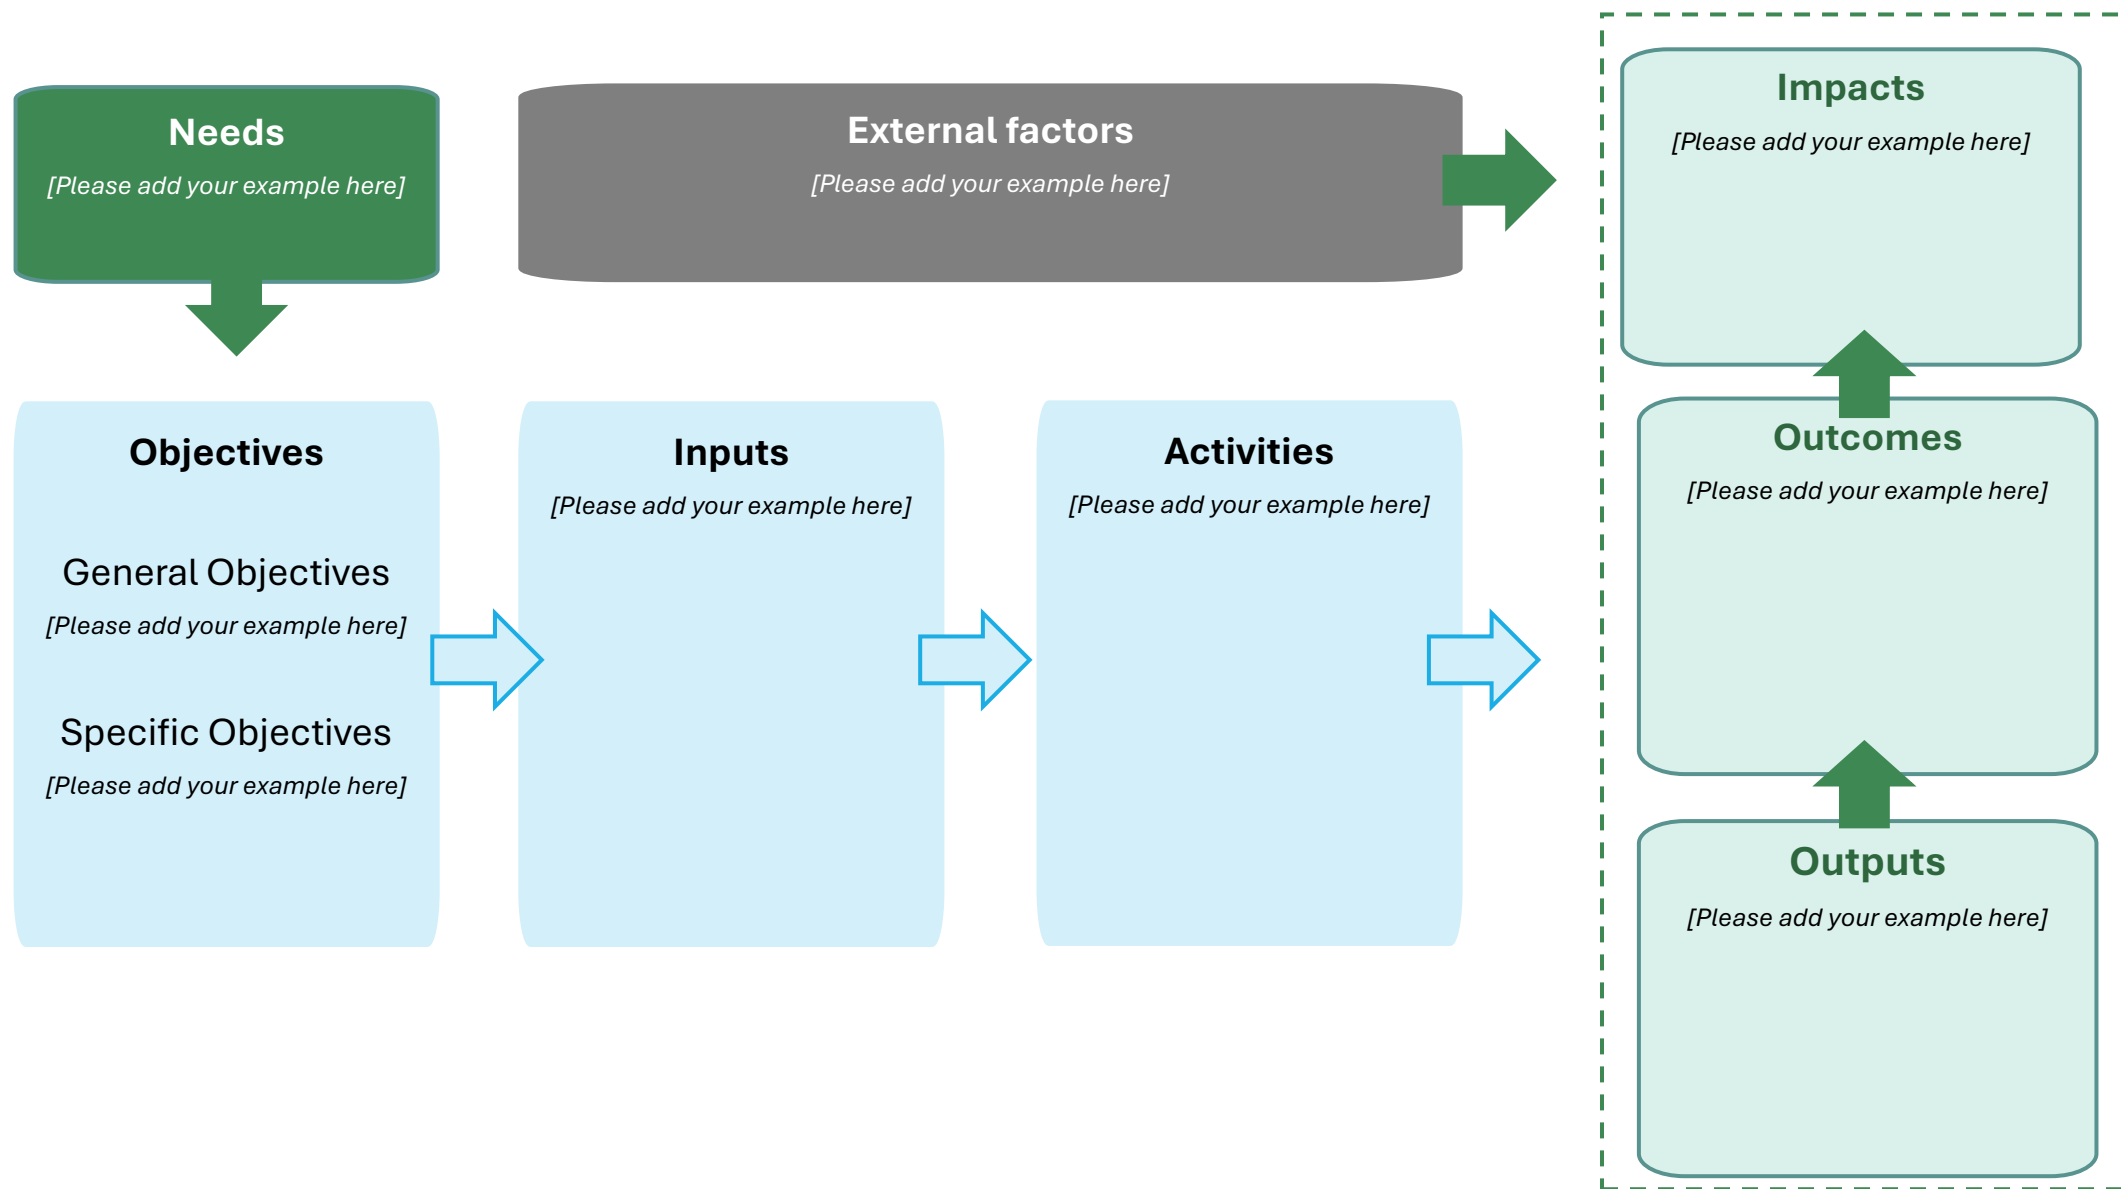 Needs
[Please add your example here]
External factors
[Please add your example here]
Impacts
[Please add your example here]
Objectives
General Objectives
[Please add your example here]
Specific Objectives
[Please add your example here]
Inputs
[Please add your example here]
Activities
[Please add your example here]
Outcomes
[Please add your example here]
Outputs
[Please add your example here]